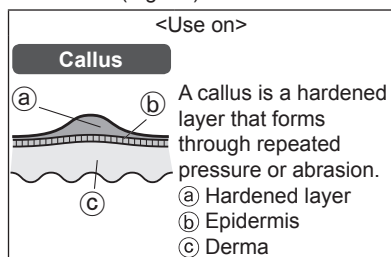 <Use on>
Callus
ⓐ
ⓑ
ⓒ
A callus is a hardened
layer that forms
through repeated
pressure or abrasion.
ⓐ Hardened layer
ⓑ Epidermis
ⓒ Derma